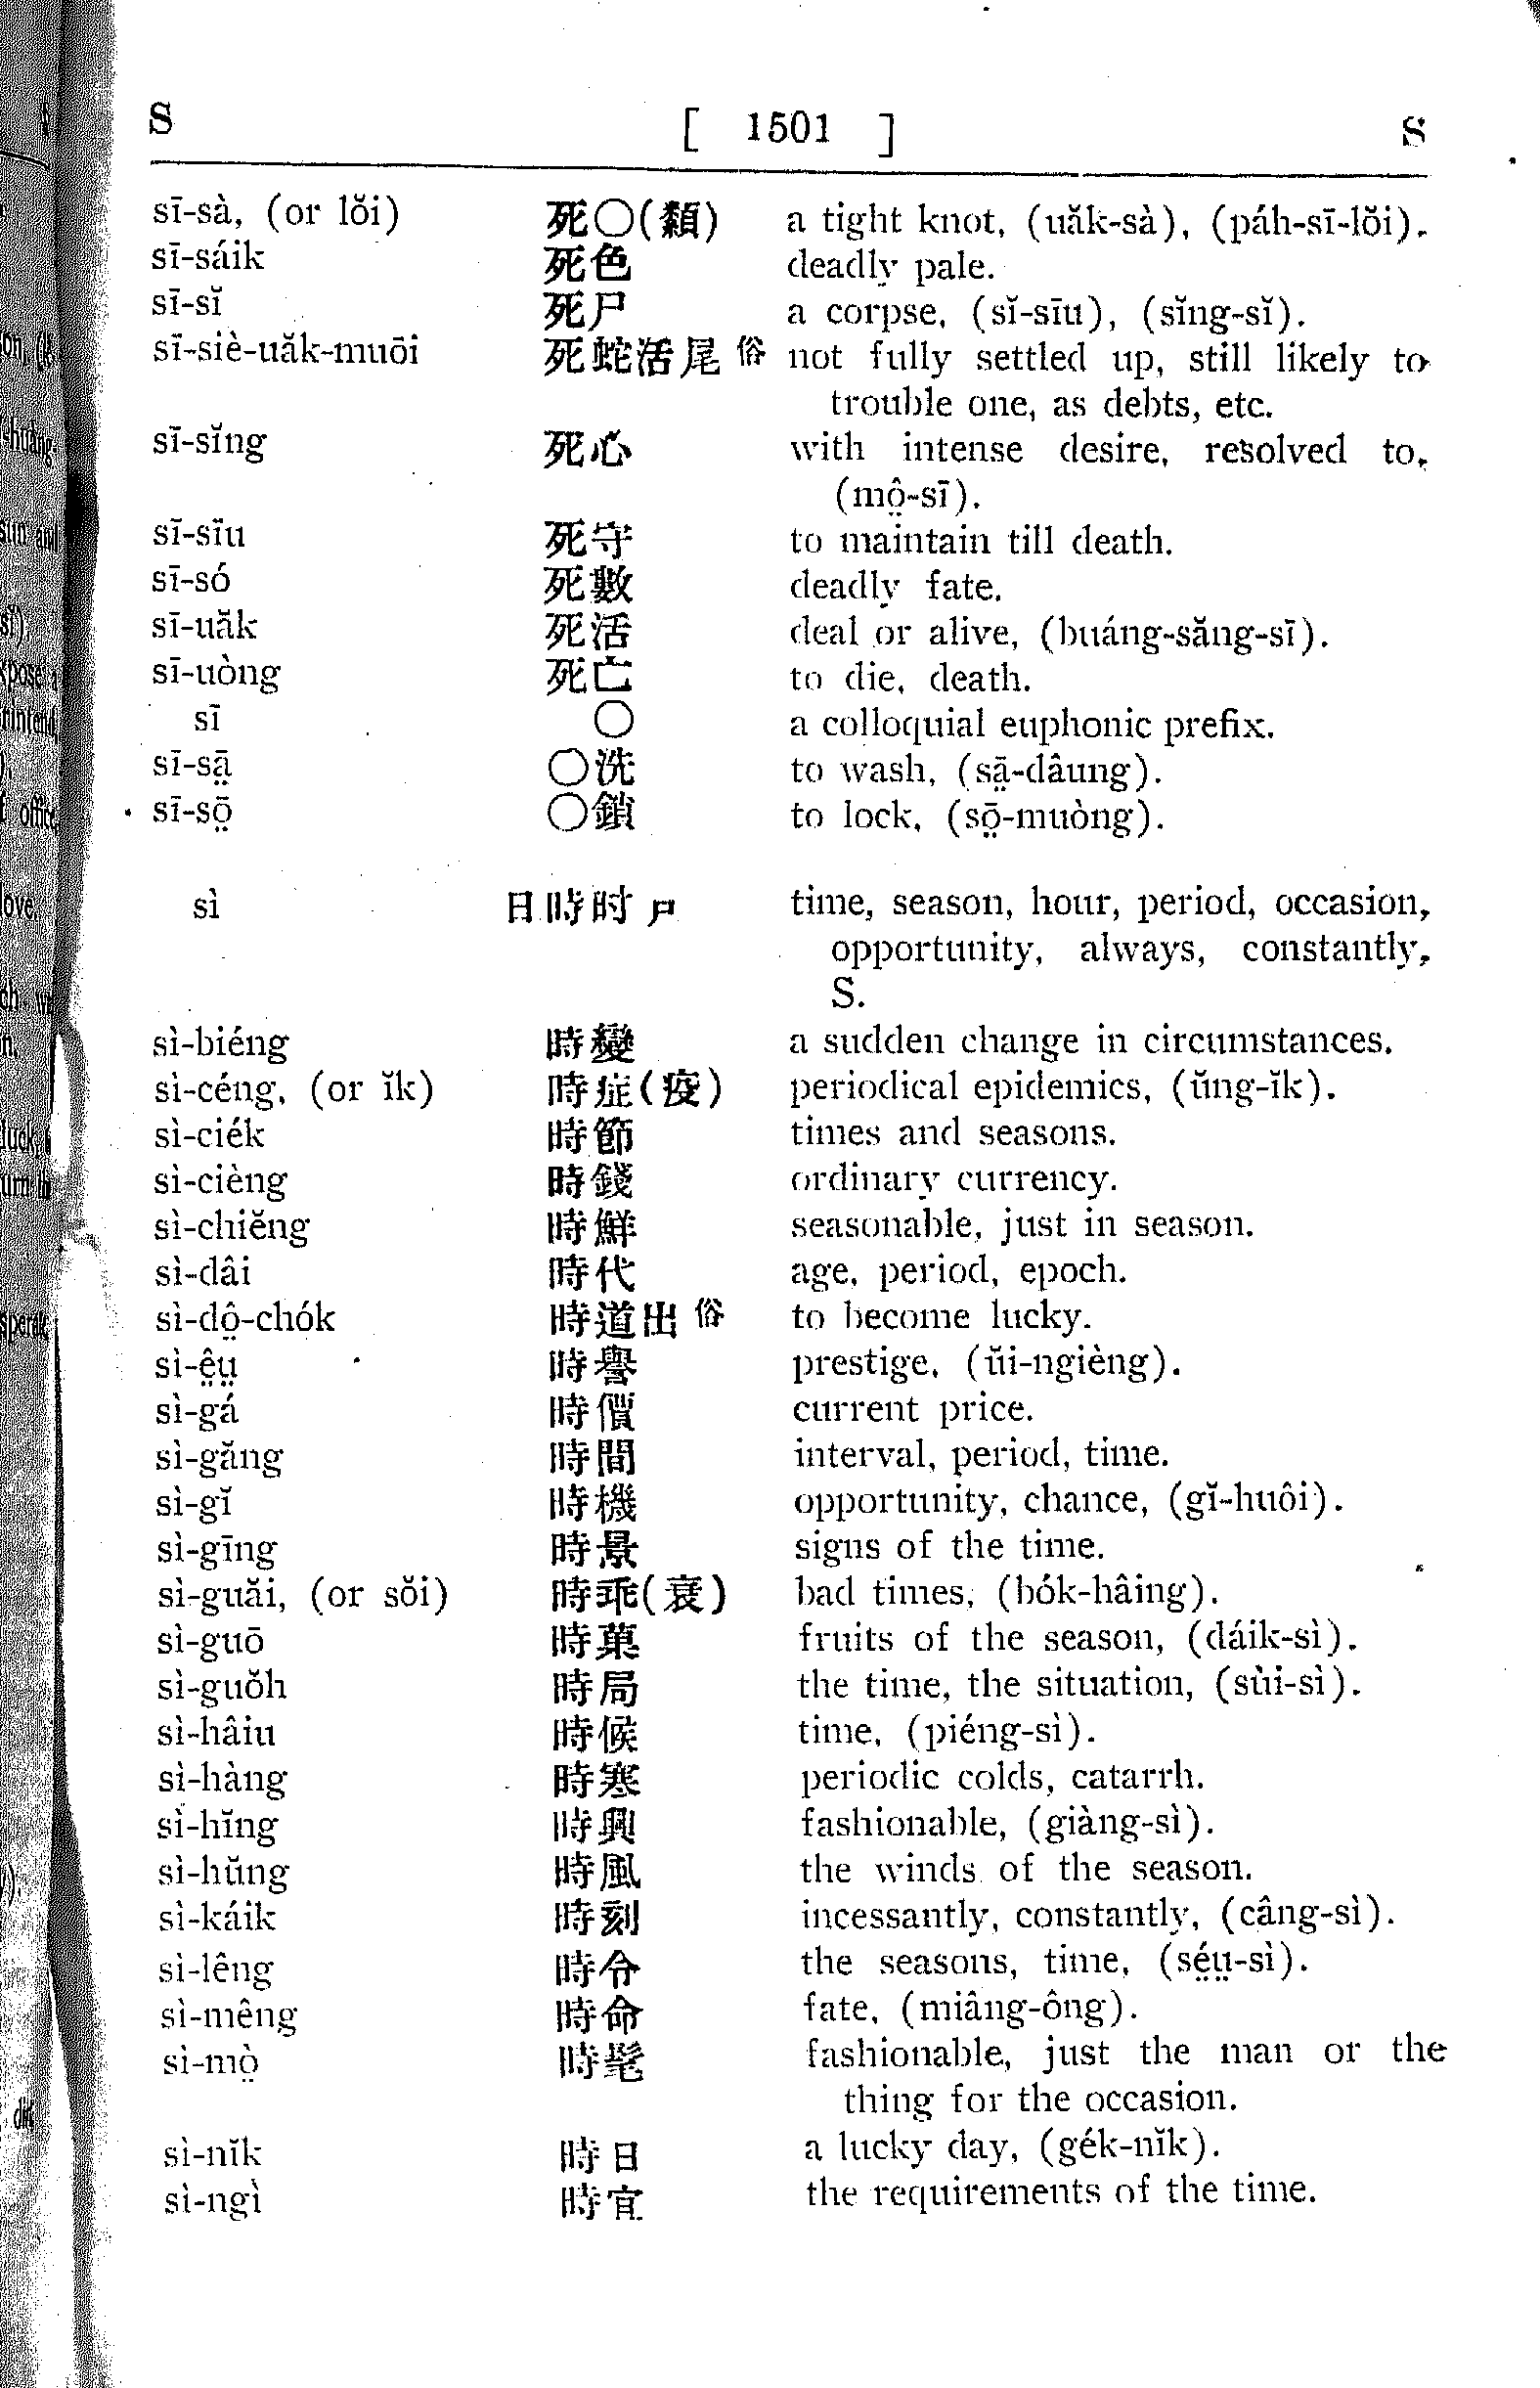 S [ 1501 ] S
sī-sà, (or lŏi) 死〇(纇) a tight knot, (uăk-sà), (páh-sī-lŏi).
sī-sáik 死色 deadly pale.
sī-sĭ 死尸 a corpse, (sĭ-sīu), (sĭng-sĭ).
sī-siè-uăk-muōi 死蛇活尾 俗 not fully settled up, still likely to
trouble one, as debts, etc.
sī-sĭng 死心 with intense desire, resolved to,
(mô̤-sī).
sī-sīu 死守 to maintain till death.
sī-só 死數 deadly fate.
sī-uăk 死活 deal or alive, (buáng-săng-sī).
sī-uòng 死亡 to die, death.
sī 〇 a colloquial euphonic prefix.
sī-sā̤ 〇洗 to wash, (sā̤-dâung).
sī-sō̤ 〇鎖 to lock, (sō̤-muòng).
sì 日 時 时 戸 time, season, hour, period, occasion,
opportunity, always, constantly,
S.
sì-biéng 時變 a sudden change in circumstances.
sì-céng, (or ĭk) 時症(疫) periodical epidemics, (ŭng-ĭk).
sì-ciék 時節 times and seasons.
sì-cièng 時錢 ordinary currency.
sì-chiĕng 時鮮 seasonable, just in season.
sì-dâi 時代 age, period, epoch.
sì-dô̤-chók 時道出 俗 to become lucky.
sì-ê̤ṳ 時譽 prestige, (ŭi-ngièng).
sì-gá 時價 current price.
sì-găng 時間 interval, period, time.
sì-gĭ 時機 opportunity, chance, (gĭ-huôi).
sì-gīng 時景 signs of the time.
sì-guăi, (or sŏi) 時乖(衰) bad times, (bók-hâing).
sì-guō 時菓 fruits of the season, (dáik-sì).
sì-guŏh 時局 the time, the situation, (sùi-sì).
sì-hâiu 時候 time, (piéng-sì).
sì-hàng 時寒 periodic colds, catarrh.
sì-hĭng 時興 fashionable, (giàng-sì).
sì-hŭng 時風 the winds of the season.
sì-káik 時刻 incessantly, constantly, (câng-sì).
sì-lêng 時令 the seasons, time, (sé̤ṳ-sì).
sì-mêng 時命 fate, (miâng-ông).
sì-mò̤ 時髦 fashionable, just the man or the
thing for the occasion.
sì-nĭk 時日 a lucky day, (gék-nĭk).
sì-ngì 時宜 the requirements of the time.